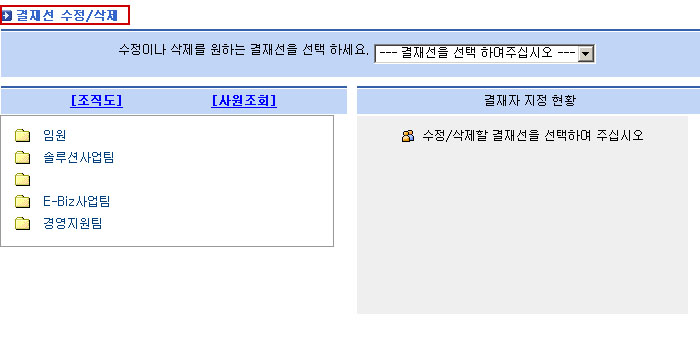 결재선 수정/삭제
수정이나 삭제를 원하는 결재선을 선택 하세요. --- 결재선을 선택 하여주십시오 ---
[조직도] [사원조회]
결재자 지정 현황
임원
솔루션사업팀
E-Biz사업팀
경영지원팀
수정/삭제할 결재선을 선택하여 주십시오